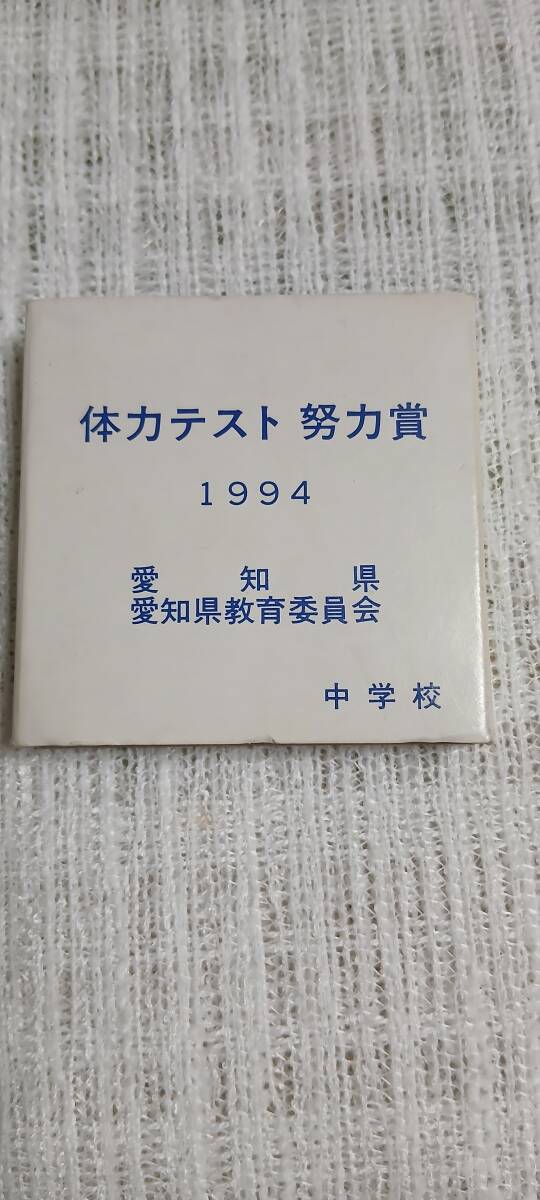 体力テスト 努力賞
1994
愛知県
愛知県教育委員会
中学校